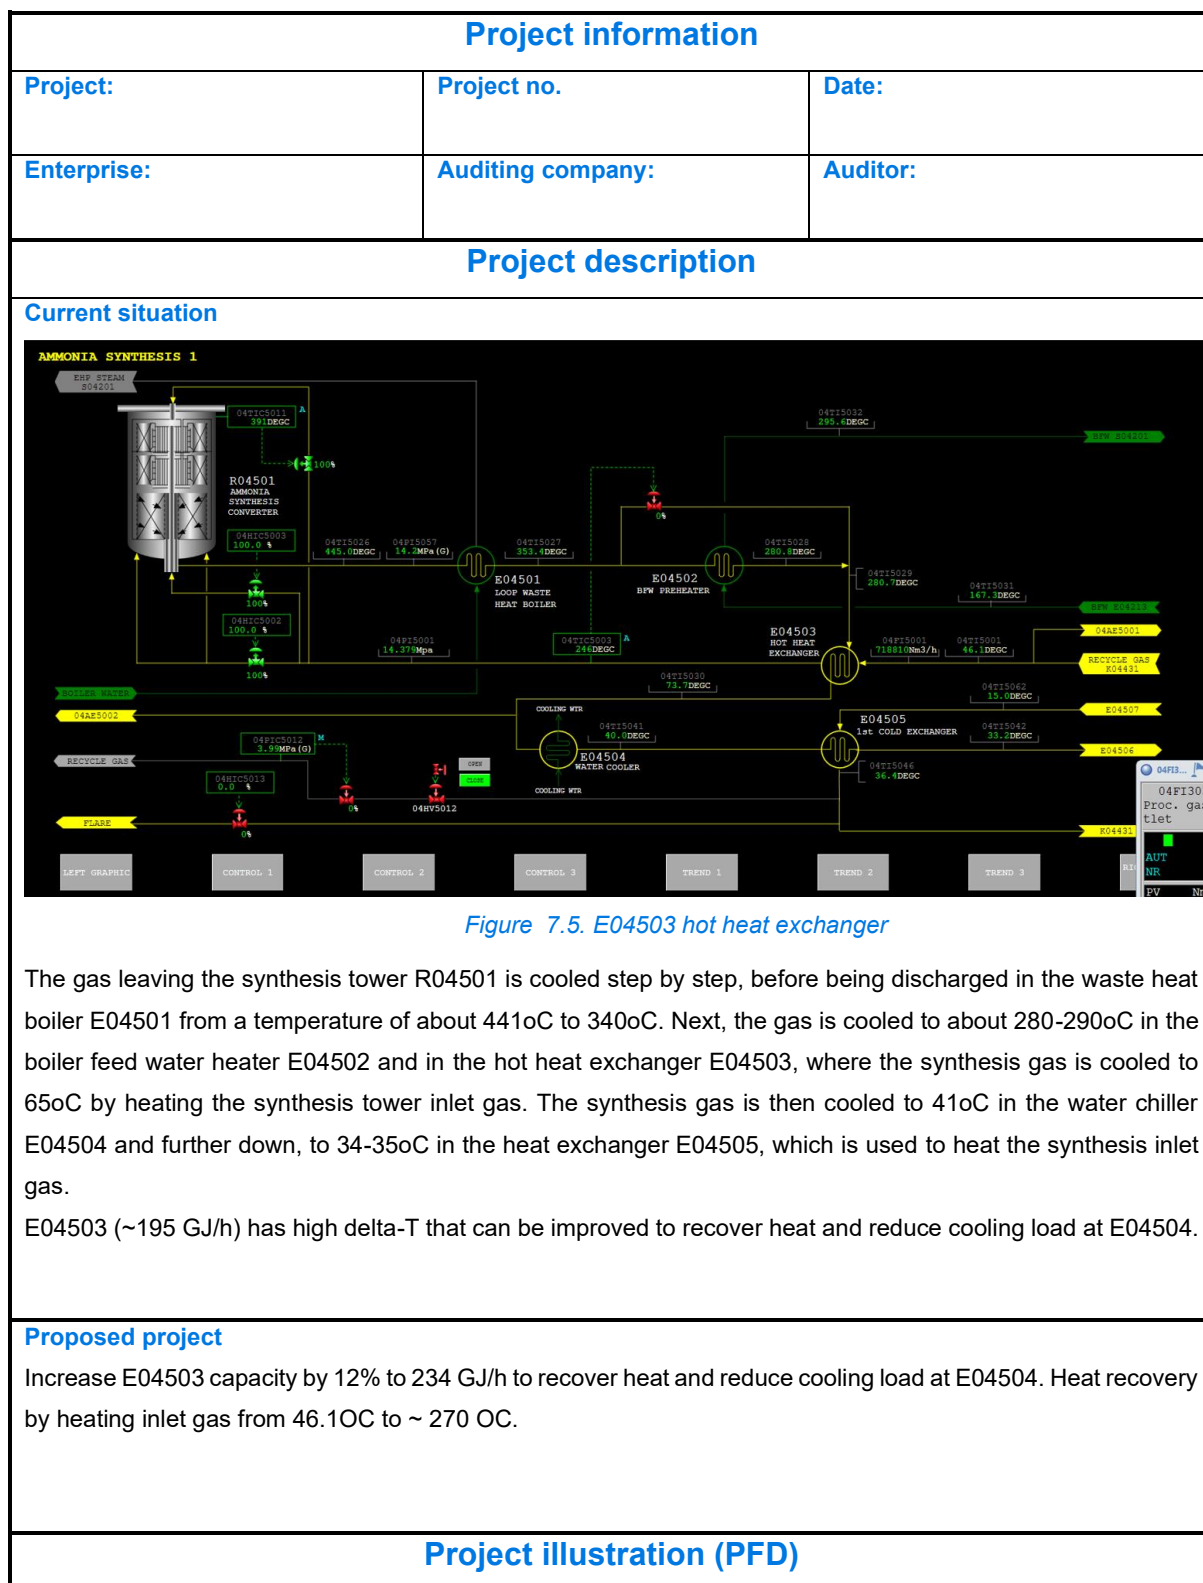 Project information
Project:
Project no.
Date:
Enterprise:
Auditing company:
Auditor:
Project description
Current situation
AMMONIA SYNTHESIS 1
EHP STEAM
S04201
04TIC5011
A
391DEGC
100%
R04501
AMMONIA
SYNTHESIS
CONVERTER
04HIC5003
100.0 %
100%
04HIC5002
100.0 %
100%
04TI5026
445.0DEGC
04PI5057
14.2MPa(G)
04TI5027
353.4DEGC
E04501
LOOP WASTE
HEAT BOILER
0%
04TI5032
295.6DEGC
BFW E04201
E04502
BFW PREHEATER
04TI5028
280.8DEGC
04TI5029
280.7DEGC
04TI5031
167.3DEGC
BFW E04213
04AE5001
E04503
HOT HEAT
EXCHANGER
04FI5001
718810Nm3/h
04TI5001
46.1DEGC
RECYCLE GAS
K04431
04PI5001
14.379Mpa
04TIC5003
A
246DEGC
BOILER WATER
04AE5002
04TI5030
73.7DEGC
COOLING WTR
04TI5041
40.0DEGC
E04504
WATER COOLER
COOLING WTR
04TI5062
15.0DEGC
E04507
E04505
1st COLD EXCHANGER
04TI5042
33.2DEGC
E04506
04TI5046
36.4DEGC
RECYCLE GAS
04PIC5012
M
3.99MPa(G)
04HIC5013
0.0 %
0%
0%
04HV5012
OPEN
CLOSE
FLARE
K04431
04FI3...
04FI30
Proc. gas
tlet
AUT
NR
PV
Nm
LEFT GRAPHIC
CONTROL 1
CONTROL 2
CONTROL 3
TREND 1
TREND 2
TREND 3
RI
Figure 7.5. E04503 hot heat exchanger
The gas leaving the synthesis tower R04501 is cooled step by step, before being discharged in the waste heat
boiler E04501 from a temperature of about 441oC to 340oC. Next, the gas is cooled to about 280-290oC in the
boiler feed water heater E04502 and in the hot heat exchanger E04503, where the synthesis gas is cooled to
65oC by heating the synthesis tower inlet gas. The synthesis gas is then cooled to 41oC in the water chiller
E04504 and further down, to 34-35oC in the heat exchanger E04505, which is used to heat the synthesis inlet
gas.
E04503 (~195 GJ/h) has high delta-T that can be improved to recover heat and reduce cooling load at E04504.
Proposed project
Increase E04503 capacity by 12% to 234 GJ/h to recover heat and reduce cooling load at E04504. Heat recovery
by heating inlet gas from 46.1OC to ~ 270 OC.
Project illustration (PFD)